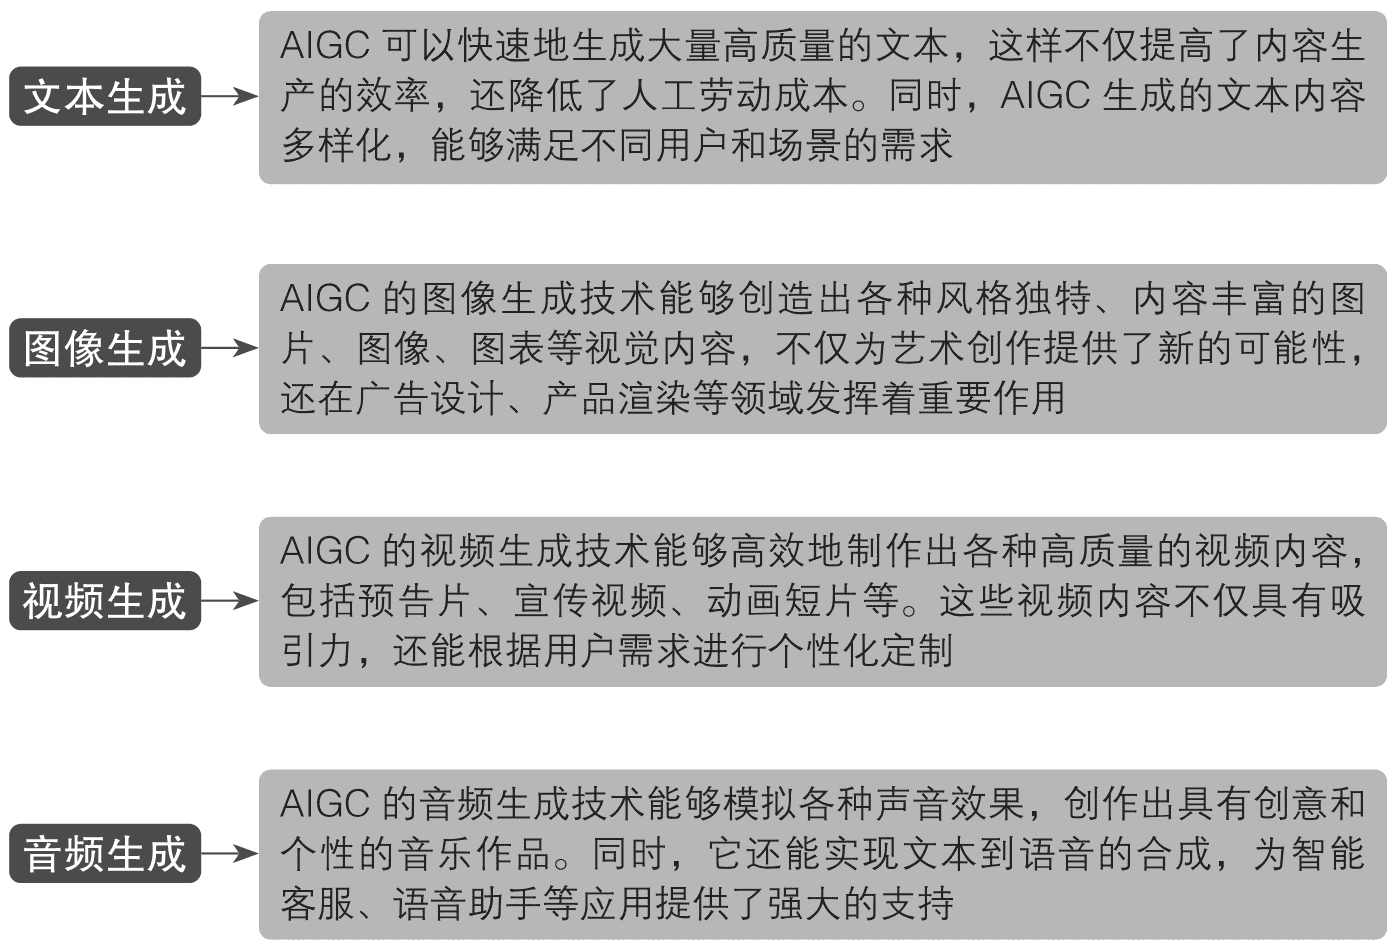 文本生成
AIGC 可以快速地生成大量高质量的文本，这样不仅提高了内容生
产的效率，还降低了人工劳动成本。同时，AIGC 生成的文本内容
多样化，能够满足不同用户和场景的需求
图像生成
AIGC 的图像生成技术能够创造出各种风格独特、内容丰富的图
片、图像、图表等视觉内容，不仅为艺术创作提供了新的可能性，
还在广告设计、产品渲染等领域发挥着重要作用
视频生成
AIGC 的视频生成技术能够高效地制作出各种高质量的视频内容，
包括预告片、宣传视频、动画短片等。这些视频内容不仅具有吸
引力，还能根据用户需求进行个性化定制
音频生成
AIGC 的音频生成技术能够模拟各种声音效果，创作出具有创意和
个性的音乐作品。同时，它还能实现文本到语音的合成，为智能
客服、语音助手等应用提供了强大的支持